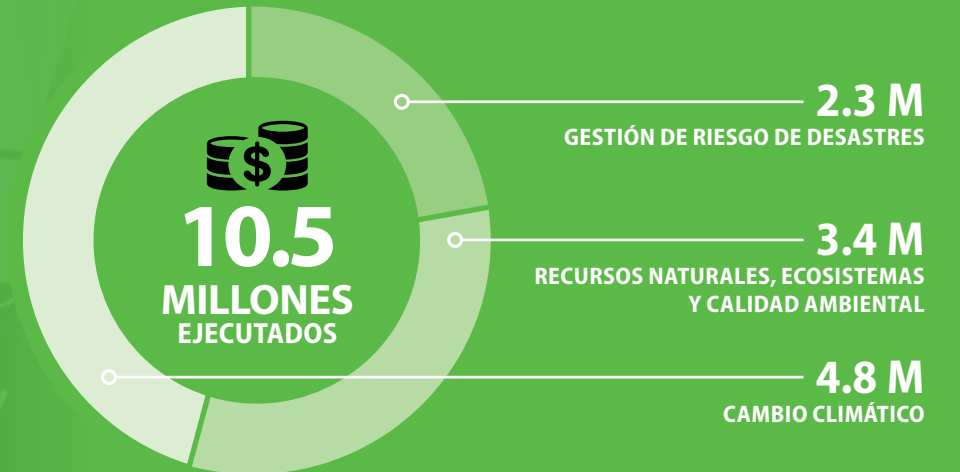 $
10.5
MILLONES
EJECUTADOS
2.3 M
GESTIÓN DE RIESGO DE DESASTRES
3.4 M
RECURSOS NATURALES, ECOSISTEMAS
Y CALIDAD AMBIENTAL
4.8 M
CAMBIO CLIMÁTICO